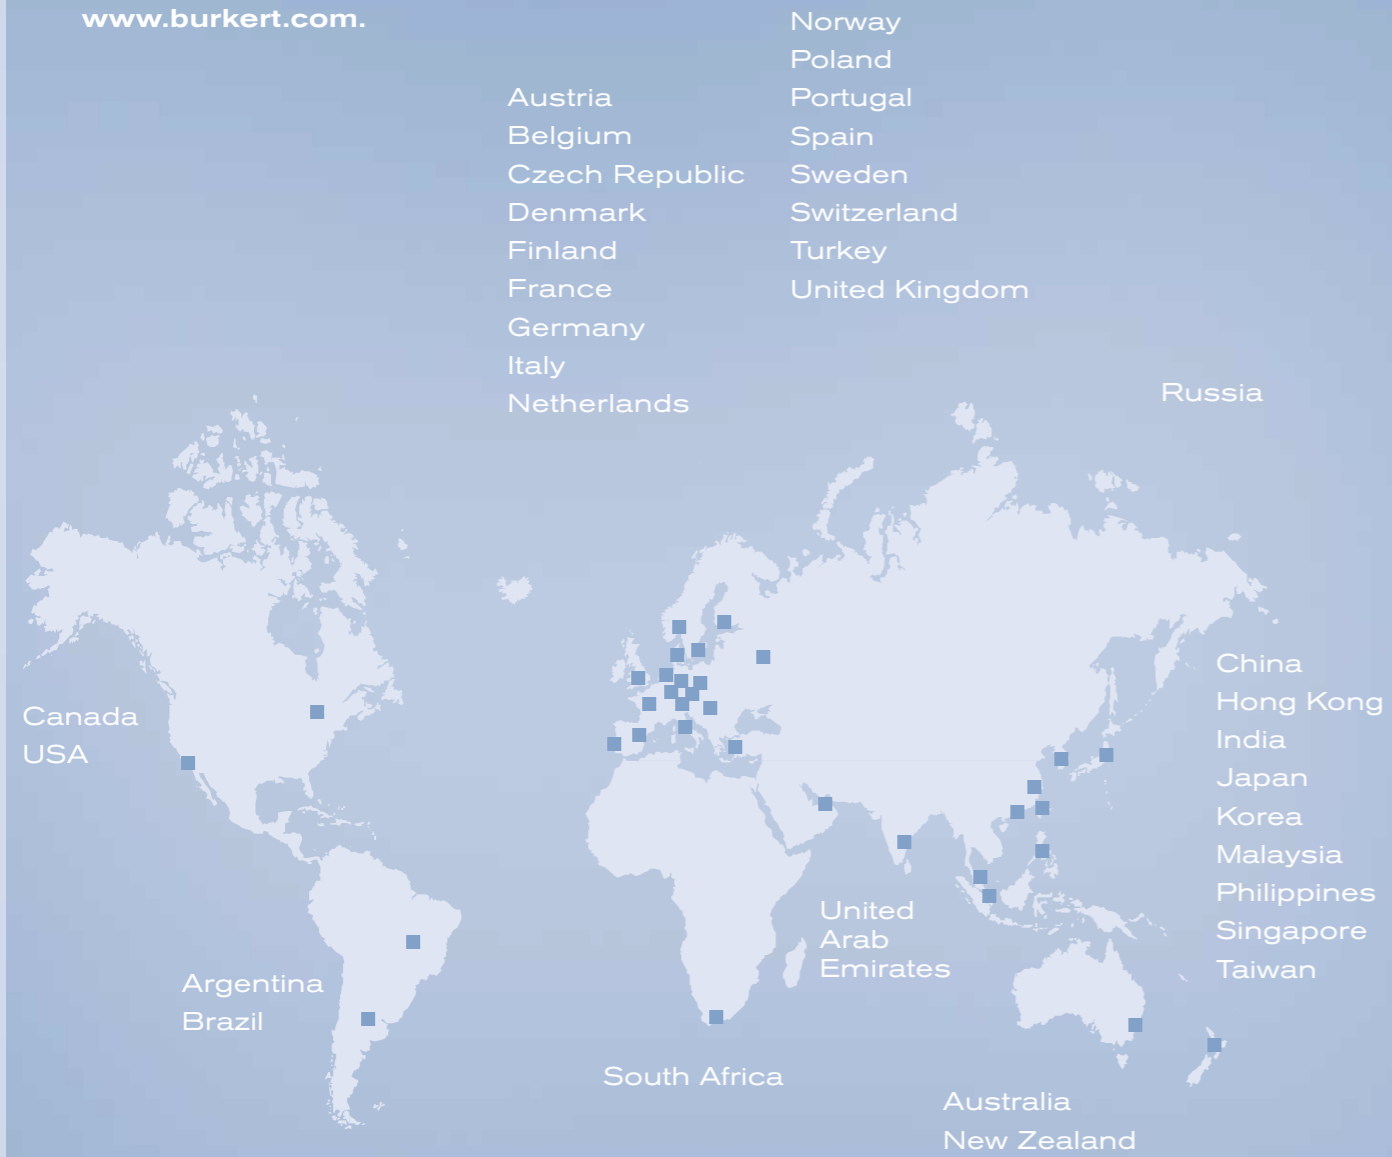 www.burkert.com.
Austria
Belgium
Czech Republic
Denmark
Finland
France
Germany
Italy
Netherlands
Norway
Poland
Portugal
Spain
Sweden
Switzerland
Turkey
United Kingdom
Russia
Canada
USA
China
Hong Kong
India
Japan
Korea
Malaysia
Philippines
Singapore
Taiwan
United
Arab
Emirates
Argentina
Brazil
South Africa
Australia
New Zealand